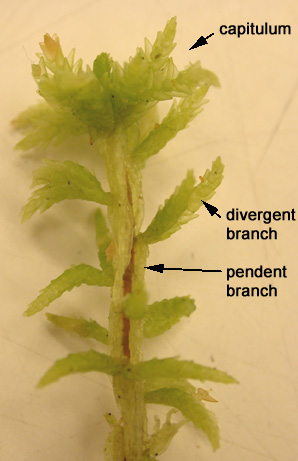 capitulum
divergent
branch
pendent
branch